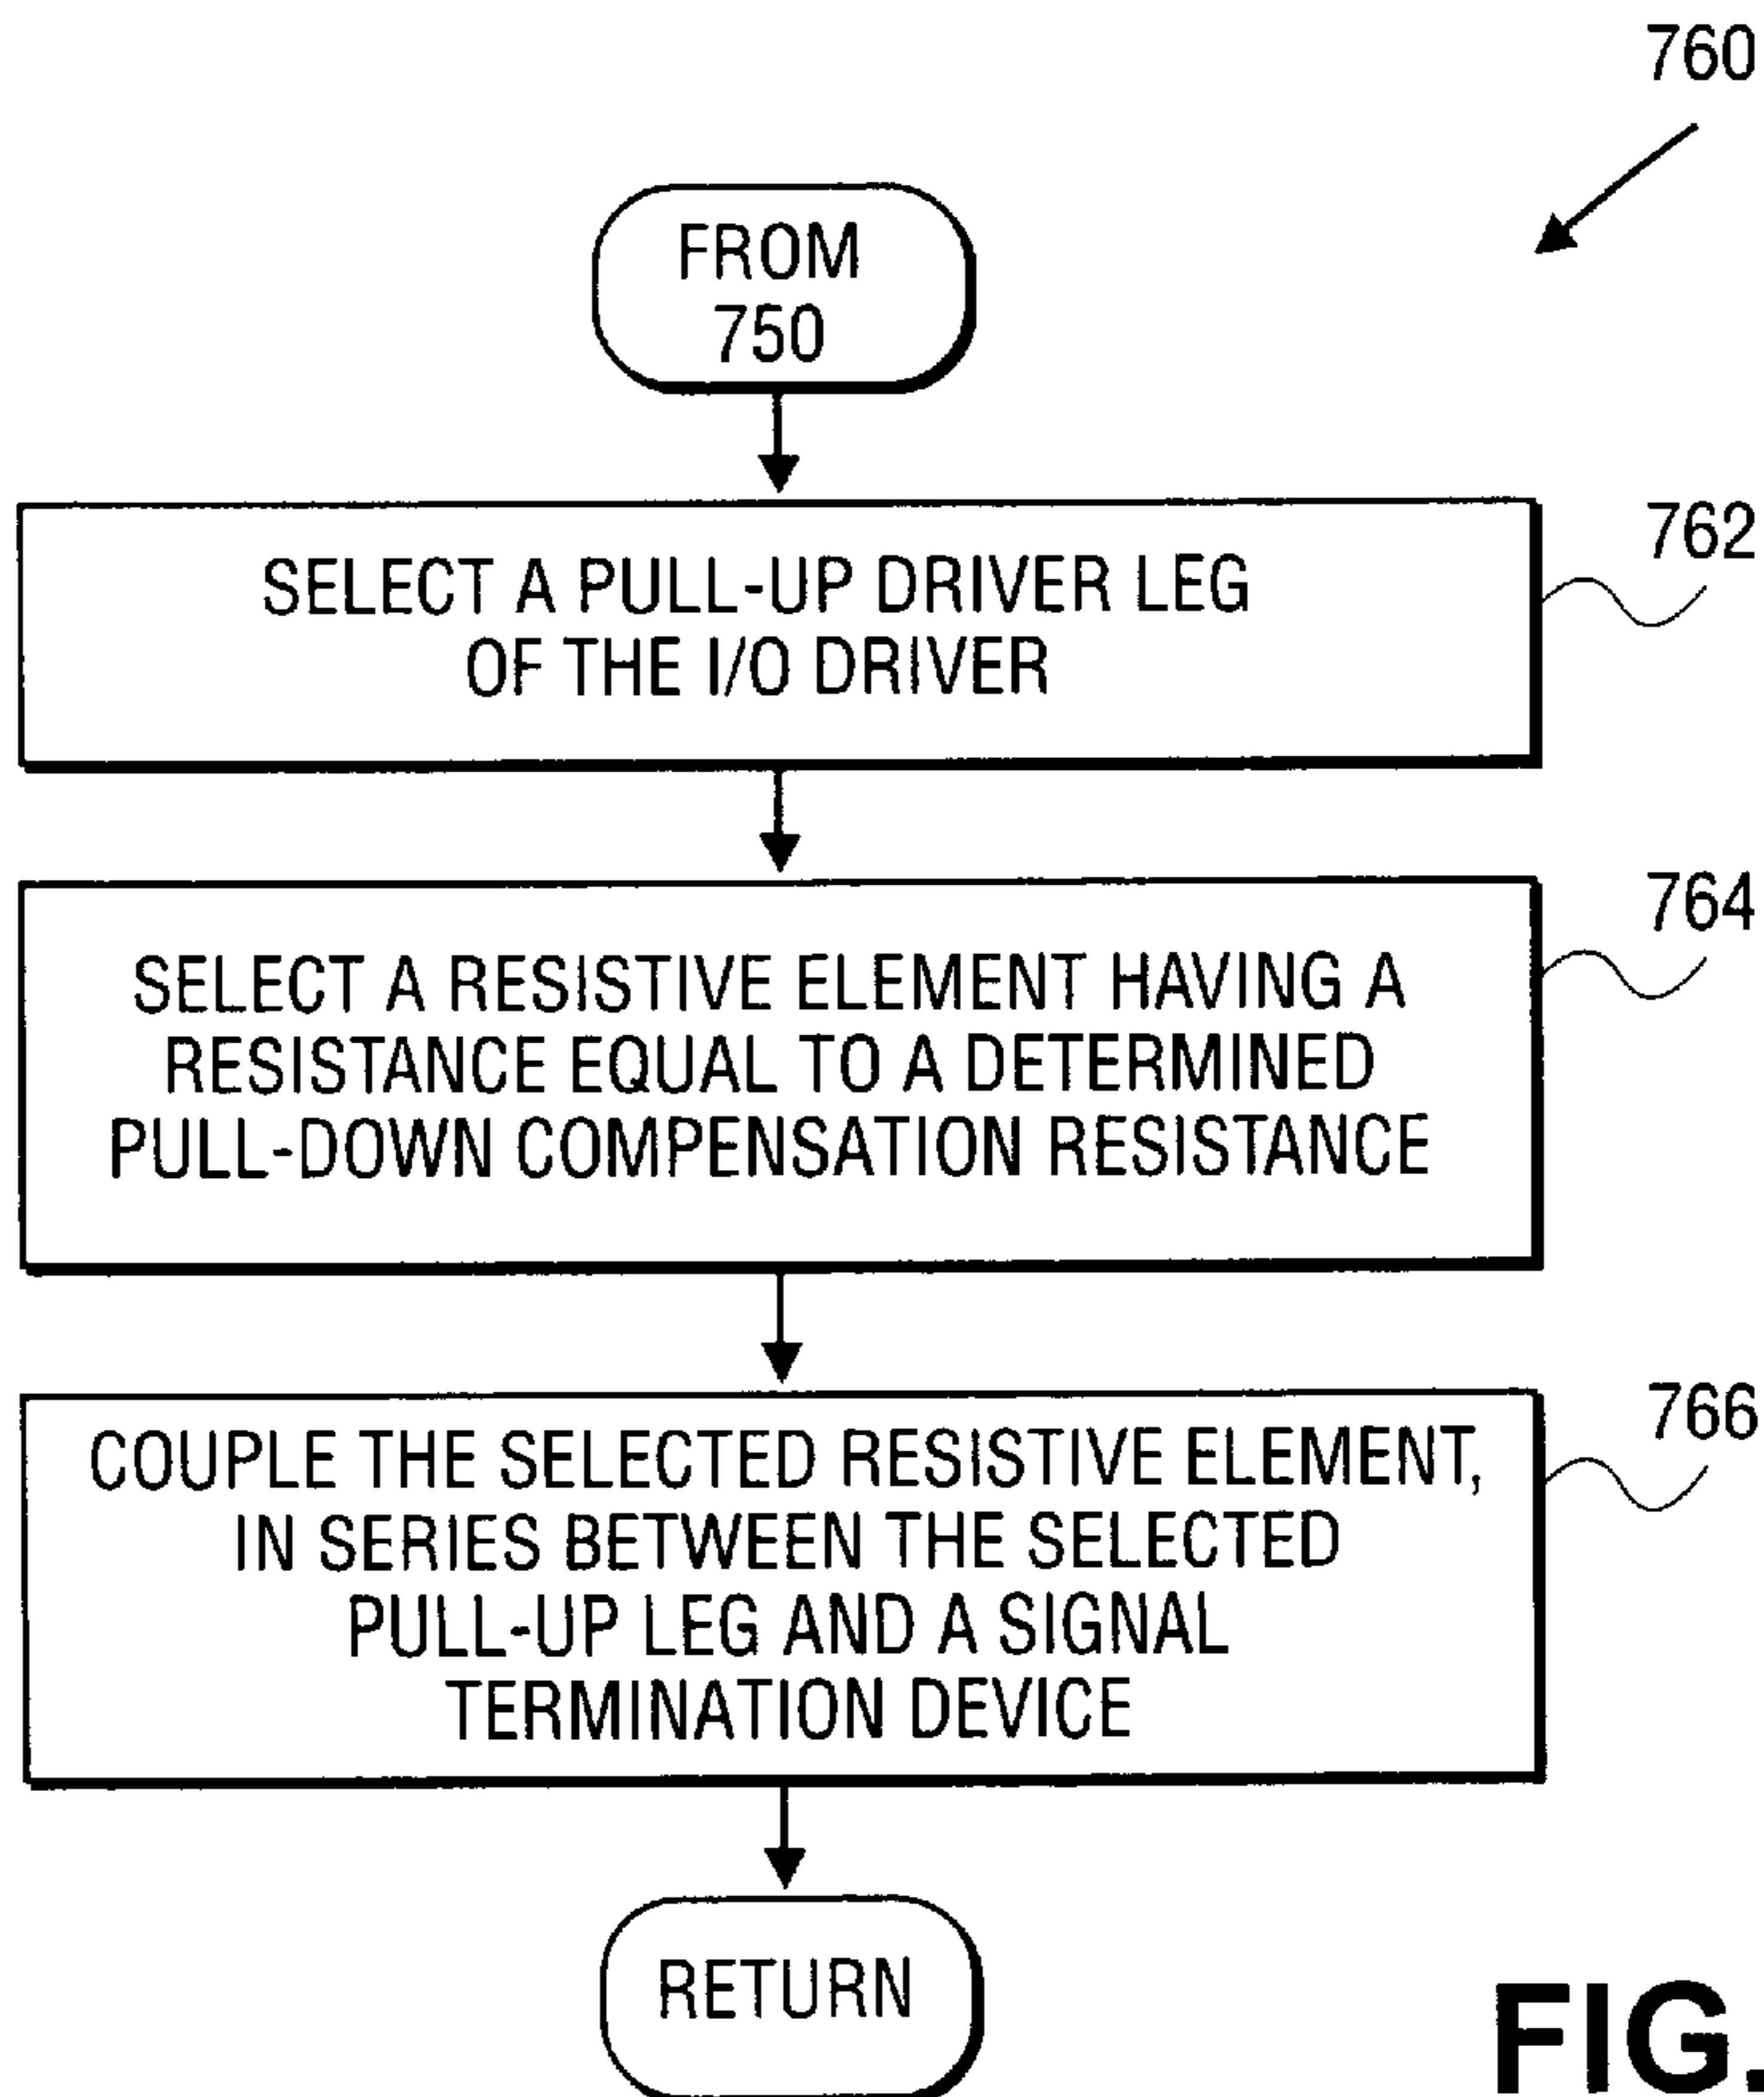 760
FROM
750
762
SELECT A PULL-UP DRIVER LEG
OF THE I/O DRIVER
764
SELECT A RESISTIVE ELEMENT HAVING A
RESISTANCE EQUAL TO A DETERMINED
PULL-DOWN COMPENSATION RESISTANCE
766
COUPLE THE SELECTED RESISTIVE ELEMENT,
IN SERIES BETWEEN THE SELECTED
PULL-UP LEG AND A SIGNAL
TERMINATION DEVICE
RETURN
FIG.